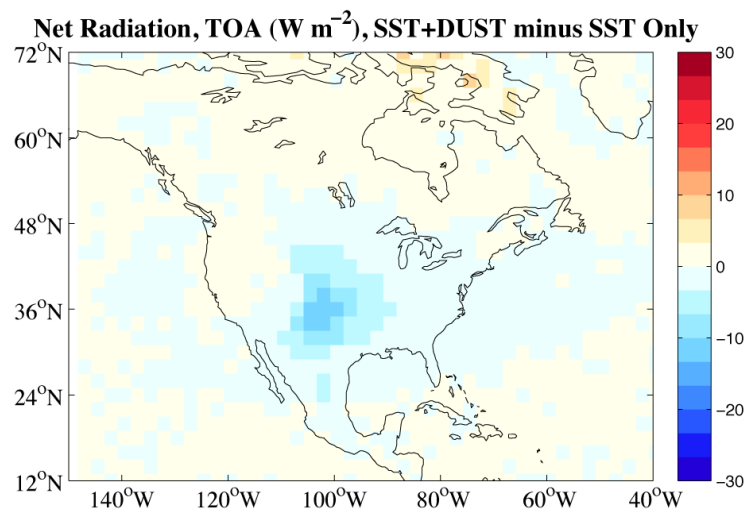 Net Radiation, TOA (W m⁻²), SST+DUST minus SST Only
72°N
60°N
48°N
36°N
24°N
12°N
140°W
120°W
100°W
80°W
60°W
40°W
30
20
10
0
−10
−20
−30